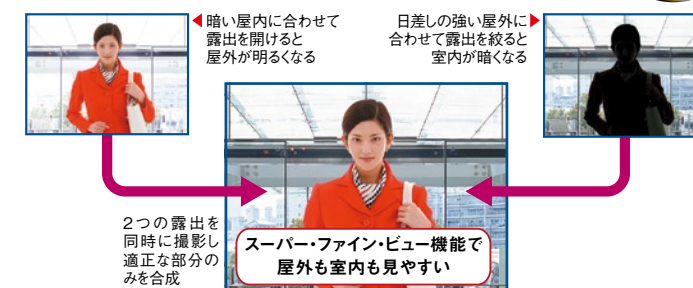 暗い屋内に合わせて
露出を開けると
屋外が明るくなる
日差しの強い屋外に
合わせて露出を絞ると
室内が暗くなる
2つの露出を
同時に撮影し
適正な部分の
みを合成
スーパー・ファイン・ビュー機能で
屋外も室内も見やすい